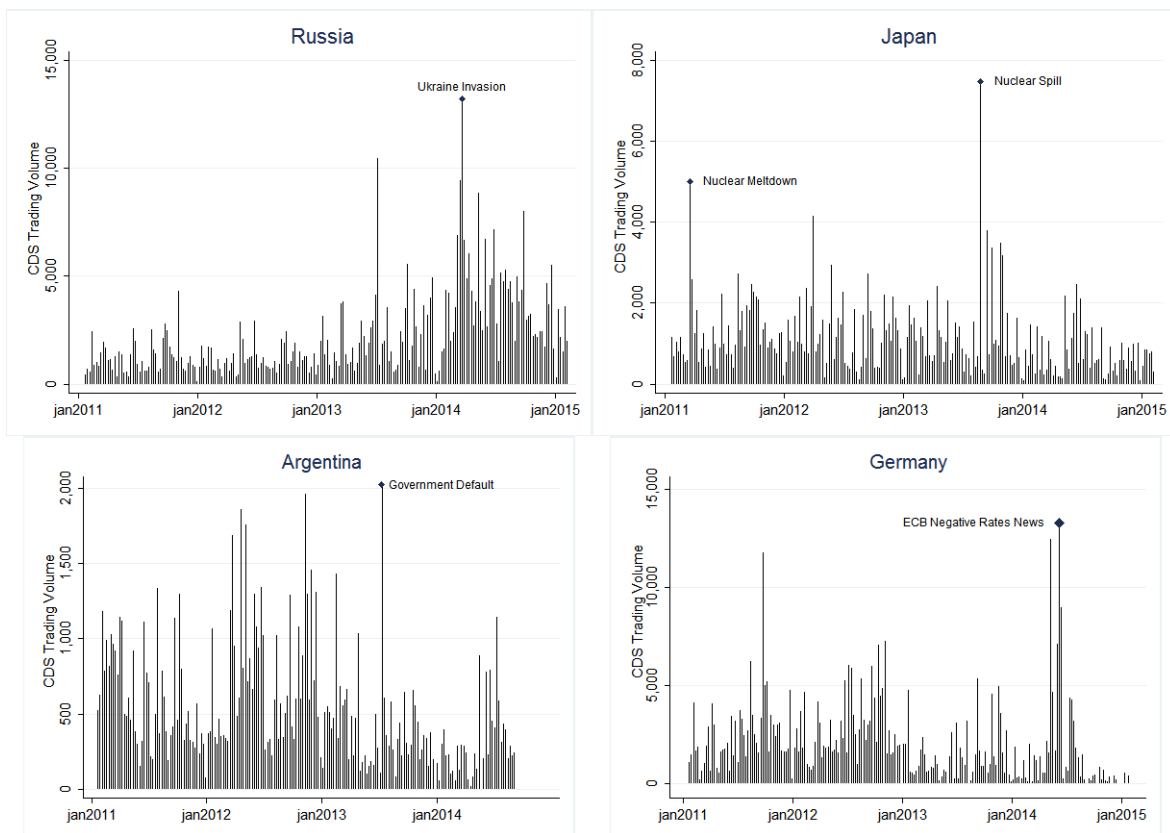 Russia
CDS Trading Volume
15,000
10,000
5,000
0
Ukraine Invasion
jan2011 jan2012 jan2013 jan2014 jan2015
Japan
CDS Trading Volume
8,000
6,000
4,000
2,000
0
Nuclear Spill
Nuclear Meltdown
jan2011 jan2012 jan2013 jan2014 jan2015
Argentina
CDS Trading Volume
2,000
1,500
1,000
500
0
Government Default
jan2011 jan2012 jan2013 jan2014
Germany
CDS Trading Volume
15,000
10,000
5,000
0
ECB Negative Rates News
jan2011 jan2012 jan2013 jan2014 jan2015